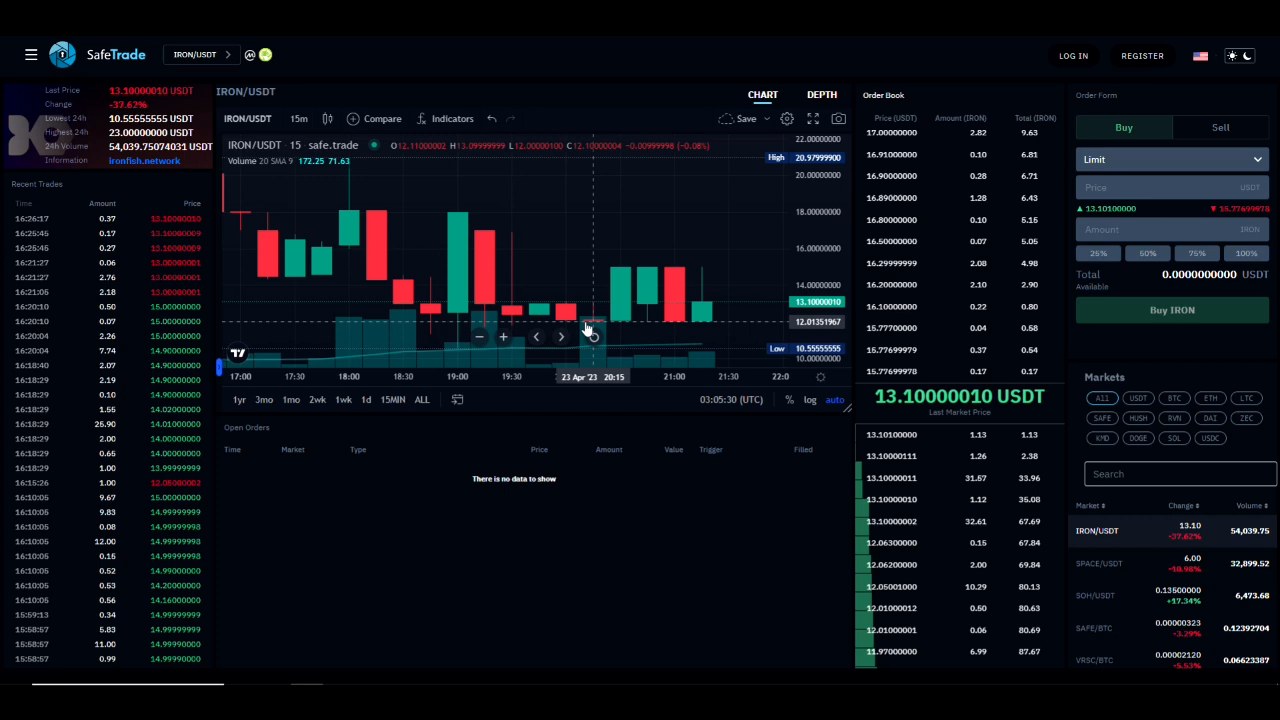 SafeTrade
IRON/USDT
LOG IN
REGISTER
Last Price 13.10000010 USDT
Change -37.62%
Lowest 24h 10.55555555 USDT
Highest 24h 23.00000000 USDT
24h Volume 54,039.75074031 USDT
Information ironfish.network
Recent Trades
Time Amount Price
16:26:17 0.37 13.10000010
16:25:45 0.17 13.10000009
16:25:45 0.27 13.10000009
16:21:27 0.06 13.10000001
16:21:27 2.76 13.10000001
16:21:05 2.18 13.10000001
16:20:10 0.50 15.00000000
16:20:10 0.07 15.00000000
16:20:04 0.15 15.00000000
16:20:04 7.74 15.00000000
16:18:40 2.07 14.90000000
16:18:29 2.19 14.90000000
16:18:29 0.10 14.90000000
16:18:29 1.55 14.02000000
16:18:29 25.90 14.01000000
16:18:29 2.00 14.00000000
16:18:29 0.65 14.00000000
16:18:29 1.00 13.99999999
16:15:26 1.00 12.05000002
16:10:05 9.67 15.00000000
16:10:05 9.83 14.99999999
16:10:05 0.08 14.99999998
16:10:05 12.00 14.99999998
16:10:05 0.15 14.99999998
16:10:05 0.52 14.99000000
16:10:05 0.53 14.20000000
16:10:05 0.56 14.16000000
15:59:13 0.34 14.99999999
15:58:57 5.83 14.99999999
15:58:57 11.00 14.99990000
15:58:57 0.99 14.99990000
IRON/USDT
CHART DEPTH
IRON/USDT 15m Compare Indicators Save
IRON/USDT · 15 · safe.trade O12.11000002 H13.09999999 L12.00000100 C12.10000004 -0.00999998 (-0.08%)
Volume 20 SMA 9 172.25 71.63
22.00000000
High 20.97999900
20.00000000
18.00000000
16.00000000
14.00000000
13.10000010
12.01351967
Low 10.55555555
10.00000000
17:00 17:30 18:00 18:30 19:00 19:30 23 Apr '23 20:15 21:00 21:30 22:0
1yr 3mo 1mo 2wk 1wk 1d 15MIN ALL 03:05:30 (UTC) % log auto
Open Orders
Time Market Type Price Amount Value Trigger Filled
There is no data to show
Order Book
Price (USDT) Amount (IRON) Total (IRON)
17.00000000 2.82 9.63
16.91000000 0.10 6.81
16.90000000 0.28 6.71
16.89000000 1.28 6.43
16.80000000 0.10 5.15
16.50000000 0.07 5.05
16.29999999 2.08 4.98
16.20000000 2.10 2.90
16.10000000 0.22 0.80
15.77700000 0.04 0.58
15.77690000 0.37 0.54
15.77669998 0.17 0.17
13.10000010 USDT
Last Market Price
13.10100000 1.13 1.13
13.10000111 1.26 2.38
13.10000011 31.57 33.96
13.10000010 1.12 35.08
13.10000002 32.61 67.69
12.06300000 0.15 67.84
12.06200000 2.00 69.84
12.05001000 10.29 80.13
12.01000012 0.50 80.63
12.01000001 0.06 80.69
11.97000000 6.99 87.67
Order Form
Buy Sell
Limit
Price USDT
13.10100000 15.77669998
Amount IRON
25% 50% 75% 100%
Total 0.0000000000 USDT
Available
Buy IRON
Markets
All USDT BTC ETH LTC
SAFE HUSH RVN DAI ZEC
KMD DOGE SOL USDC
Search
Market Change Volume
IRON/USDT 13.10 -37.62% 54,039.75
SPACE/USDT 6.00 -10.98% 32,899.52
SOH/USDT 0.13500000 +17.34% 6,473.68
SAFE/BTC 0.00000323 -3.29% 0.12392704
VRSC/BTC 0.00002120 -5.53% 0.06623387